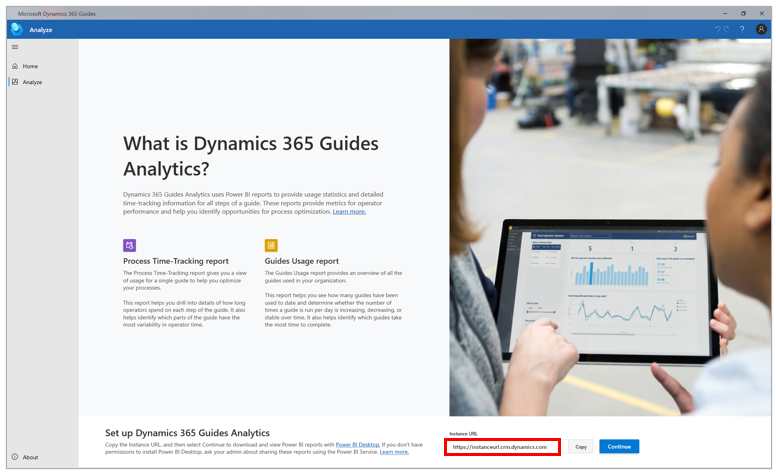 Microsoft Dynamics 365 Guides
Analyze
Home
Analyze
What is Dynamics 365 Guides
Analytics?
Dynamics 365 Guides Analytics uses Power BI reports to provide usage statistics and detailed
time-tracking information for all steps of a guide. These reports provide metrics for operator
performance and help you identify opportunities for process optimization. Learn more.
Process Time-Tracking report
The Process Time-Tracking report gives you a view
of usage for a single guide to help you optimize
your processes.
This report helps you drill into details of how long
operators spend on each step of the guide. It also
helps identify which parts of the guide have the
most variability in operator time.
Guides Usage report
The Guides Usage report provides an overview of all the
guides used in your organization.
This report helps you see how many guides have been
used to date and determine whether the number of
times a guide is run per day is increasing, decreasing, or
stable over time. It also helps identify which guides take
the most time to complete.
5
1
3
Set up Dynamics 365 Guides Analytics
Copy the Instance URL, and then select Continue to download and view Power BI reports with Power BI Desktop. If you don't have
permissions to install Power BI Desktop, ask your admin about sharing these reports using the Power BI Service. Learn more.
Instance URL
https://instanceurl.crm.dynamics.com
Copy
Continue
About